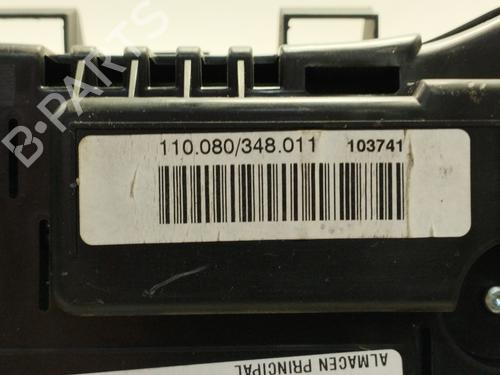 B-PARTS
110.080/348.011 103741
ALMACEN PRINCIPAL